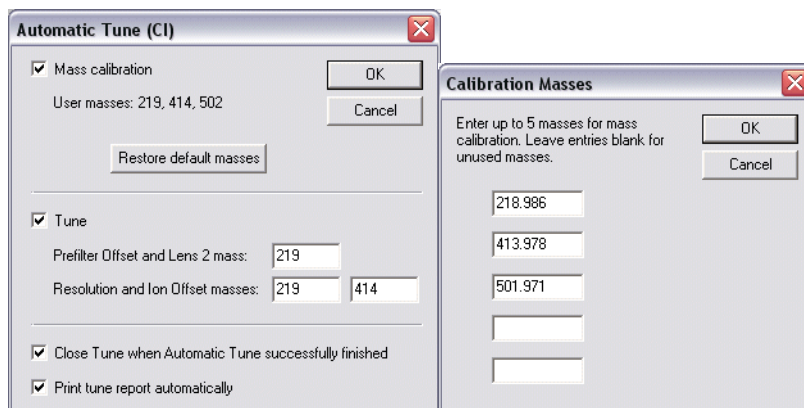 Automatic Tune (CI)
Mass calibration
OK
User masses: 219, 414, 502
Cancel
Restore default masses
Tune
Prefilter Offset and Lens 2 mass: 219
Resolution and Ion Offset masses: 219 414
Close Tune when Automatic Tune successfully finished
Print tune report automatically
Calibration Masses
Enter up to 5 masses for mass
calibration. Leave entries blank for
unused masses.
OK
Cancel
218.986
413.978
501.971